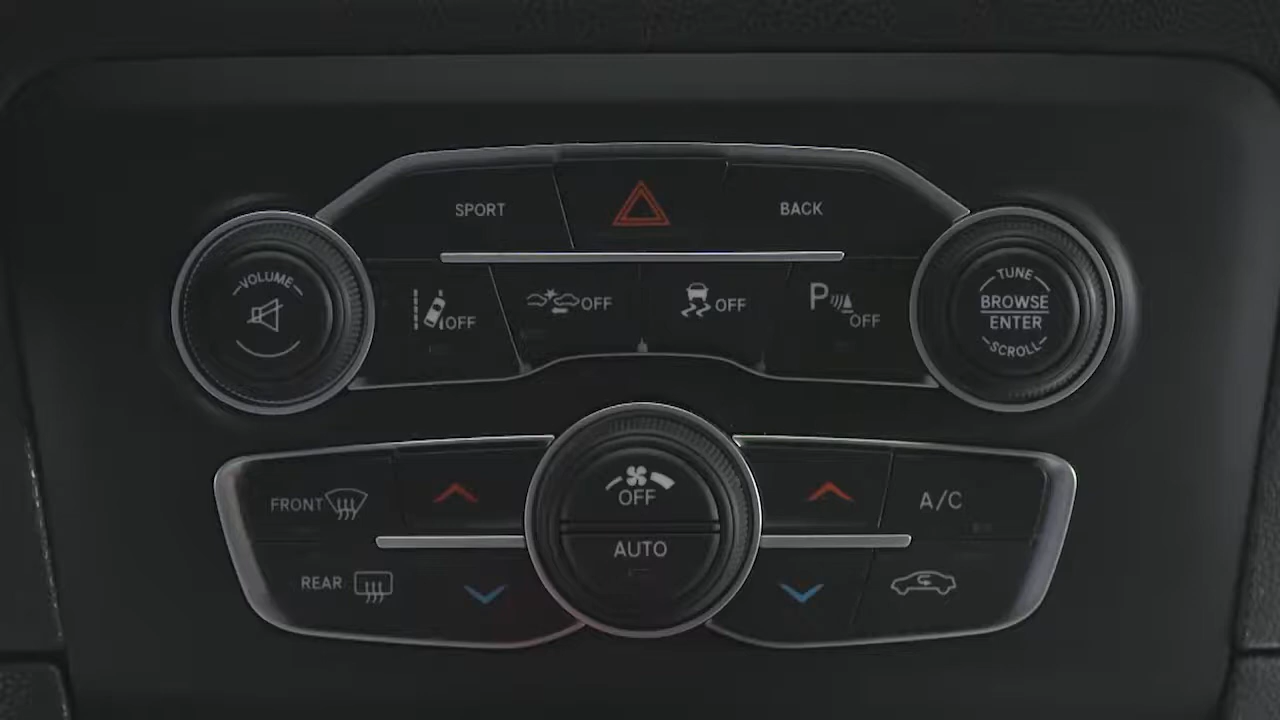 SPORT
BACK
VOLUME
OFF
OFF
OFF
P
OFF
TUNE
BROWSE
ENTER
SCROLL
FRONT
OFF
AUTO
A/C
REAR